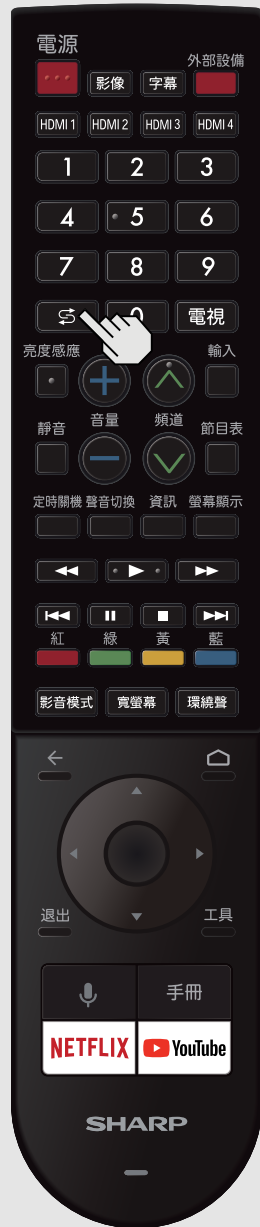 電源
外部設備
影像 字幕
HDMI 1 HDMI 2 HDMI 3 HDMI 4
1 2 3
4 5 6
7 8 9
0 電視
亮度感應 輸入
音量 頻道
靜音 節目表
定時關機 聲音切換 資訊 螢幕顯示
紅 綠 黃 藍
影音模式 寬螢幕 環繞聲
退出 工具
手冊
NETFLIX YouTube
SHARP